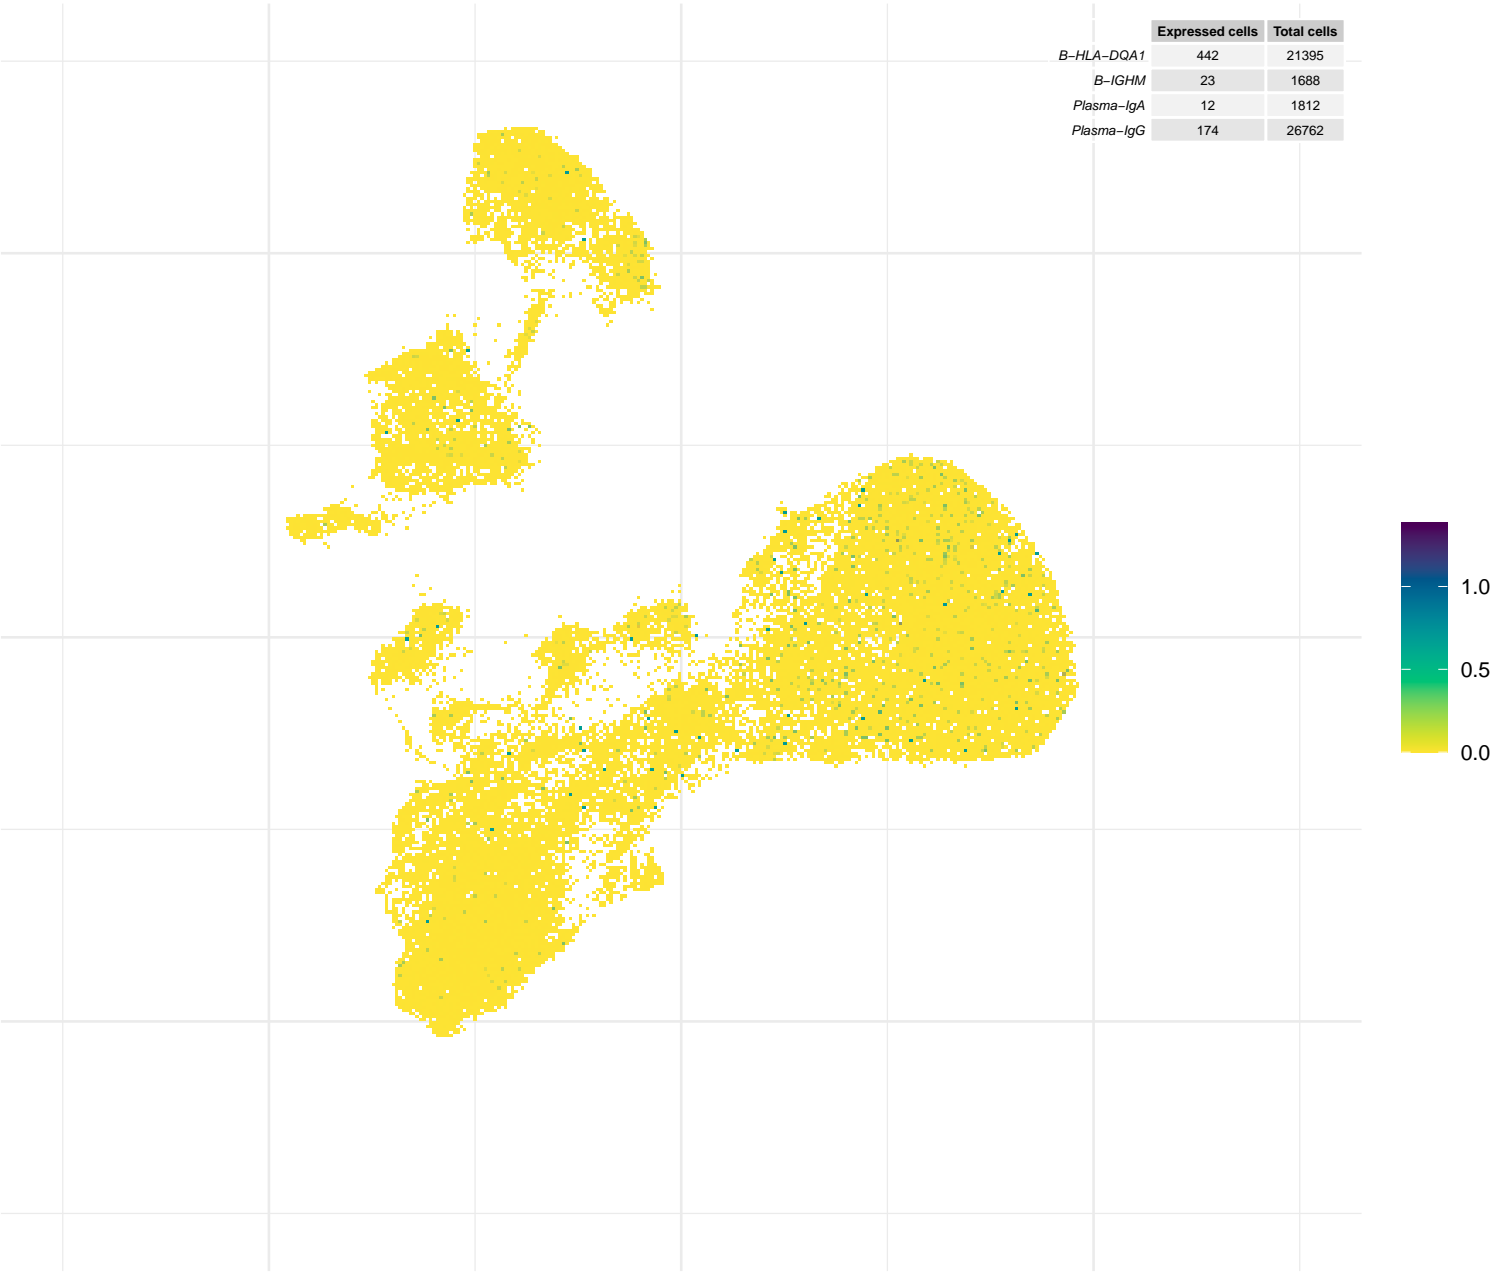 Expressed cells Total cells
B−HLA−DQA1 442 21395
B−IGHM 23 1688
Plasma−IgA 12 1812
Plasma−IgG 174 26762
1.0
0.5
0.0